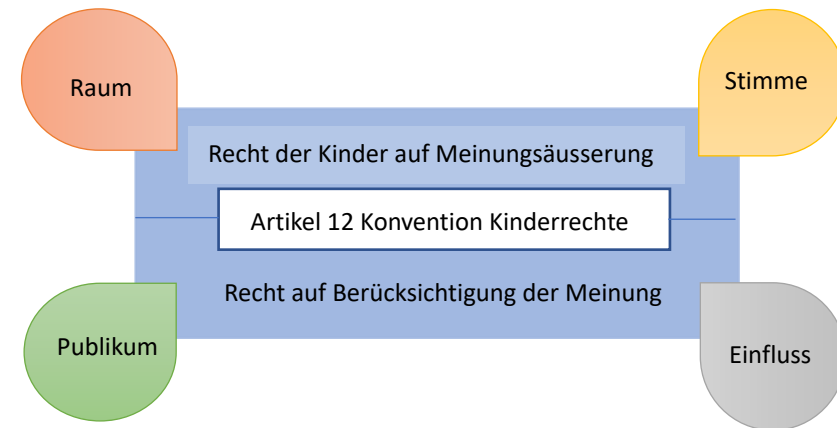 Raum
Stimme
Recht der Kinder auf Meinungsäusserung
Artikel 12 Konvention Kinderrechte
Recht auf Berücksichtigung der Meinung
Publikum
Einfluss